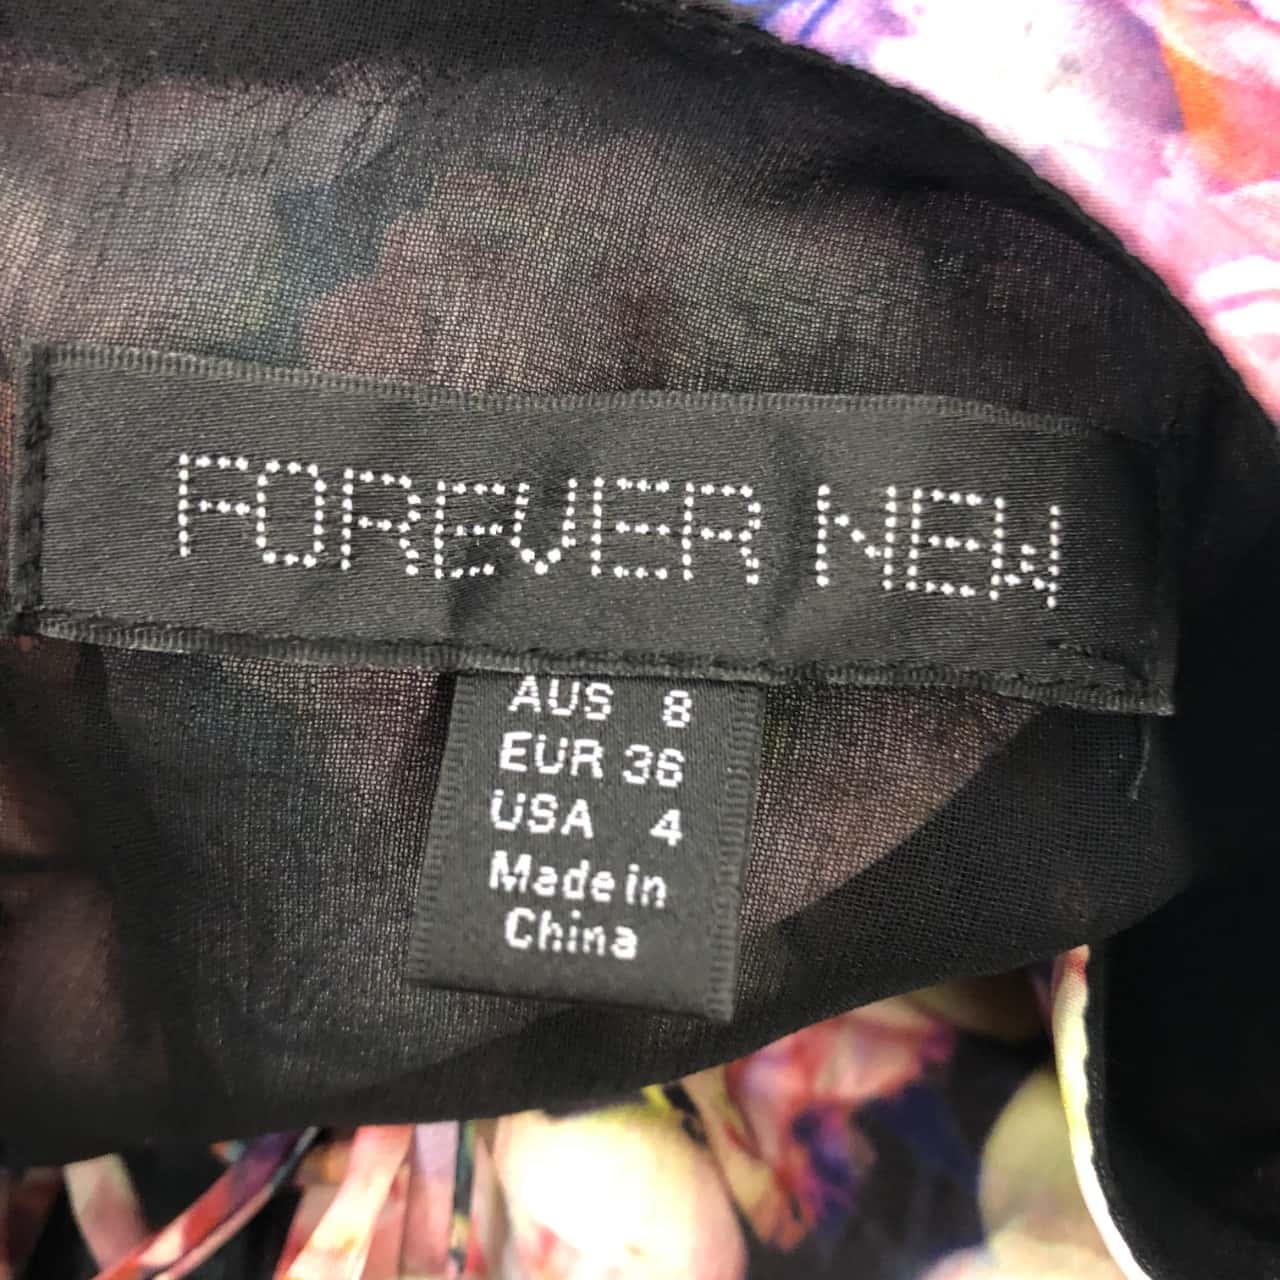 FOREVER NEW
AUS 8
EUR 36
USA 4
Made in
China